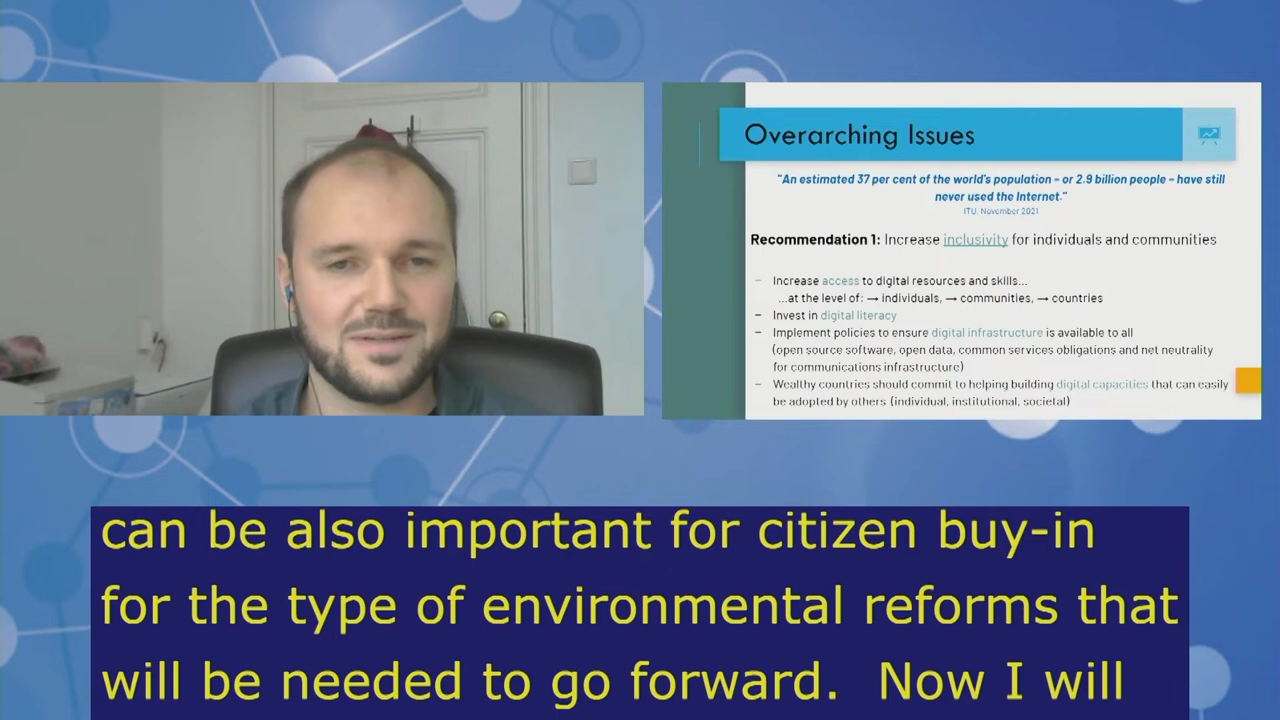 Overarching Issues
"An estimated 37 per cent of the world's population – or 2.9 billion people – have still
never used the Internet."
ITU, November 2021
Recommendation 1: Increase inclusivity for individuals and communities
– Increase access to digital resources and skills...
...at the level of: → individuals, → communities, → countries
– Invest in digital literacy
– Implement policies to ensure digital infrastructure is available to all
(open source software, open data, common services obligations and net neutrality
for communications infrastructure)
– Wealthy countries should commit to helping building digital capacities that can easily
be adopted by others (individual, institutional, societal)
can be also important for citizen buy-in
for the type of environmental reforms that
will be needed to go forward. Now I will